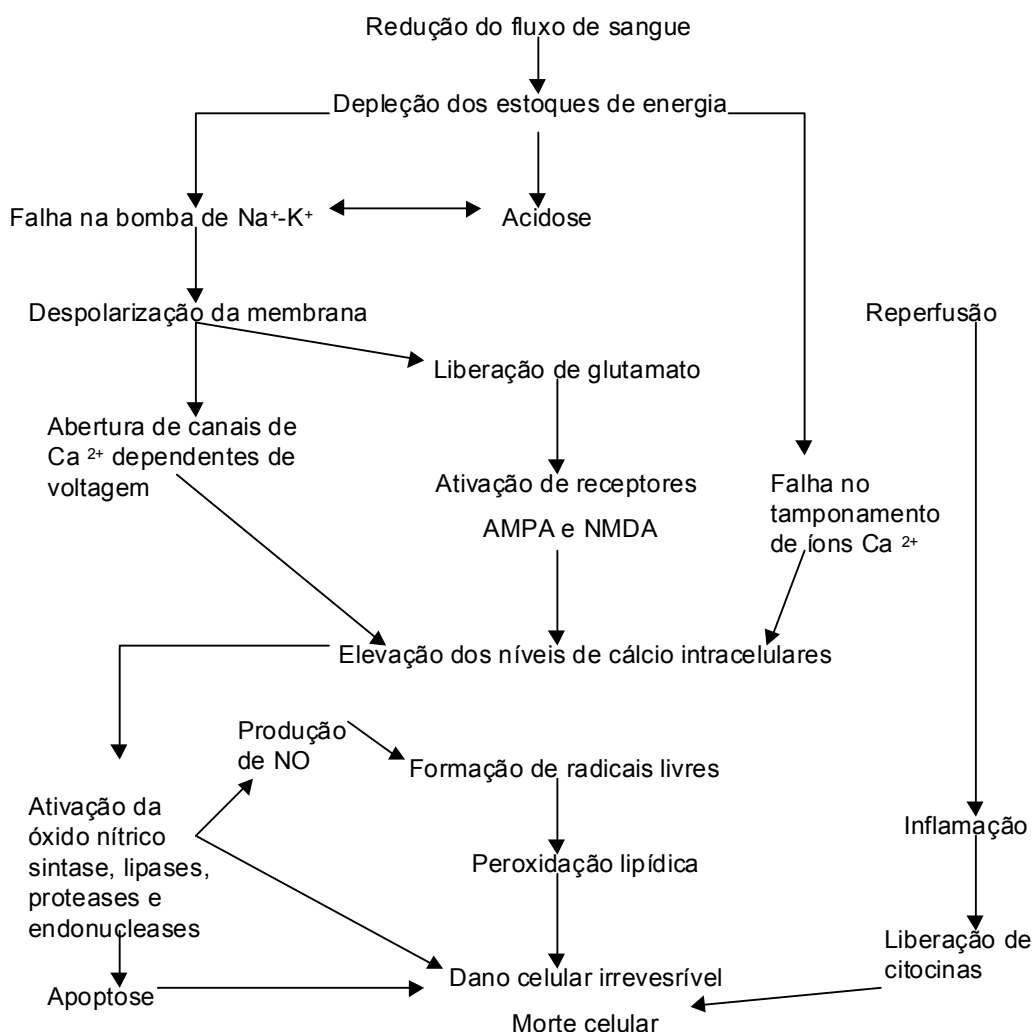 Redução do fluxo de sangue
Depleção dos estoques de energia
Falha na bomba de Na⁺-K⁺
Acidose
Despolarização da membrana
Reperfusão
Liberação de glutamato
Abertura de canais de
Ca ²⁺ dependentes de
voltagem
Ativação de receptores
AMPA e NMDA
Falha no
tamponamento
de íons Ca ²⁺
Elevação dos níveis de cálcio intracelulares
Produção
de NO
Formação de radicais livres
Ativação da
óxido nítrico
sintase, lipases,
proteases e
endonucleases
Inflamação
Peroxidação lipídica
Liberação de
citocinas
Apoptose
Dano celular irrevesrível
Morte celular